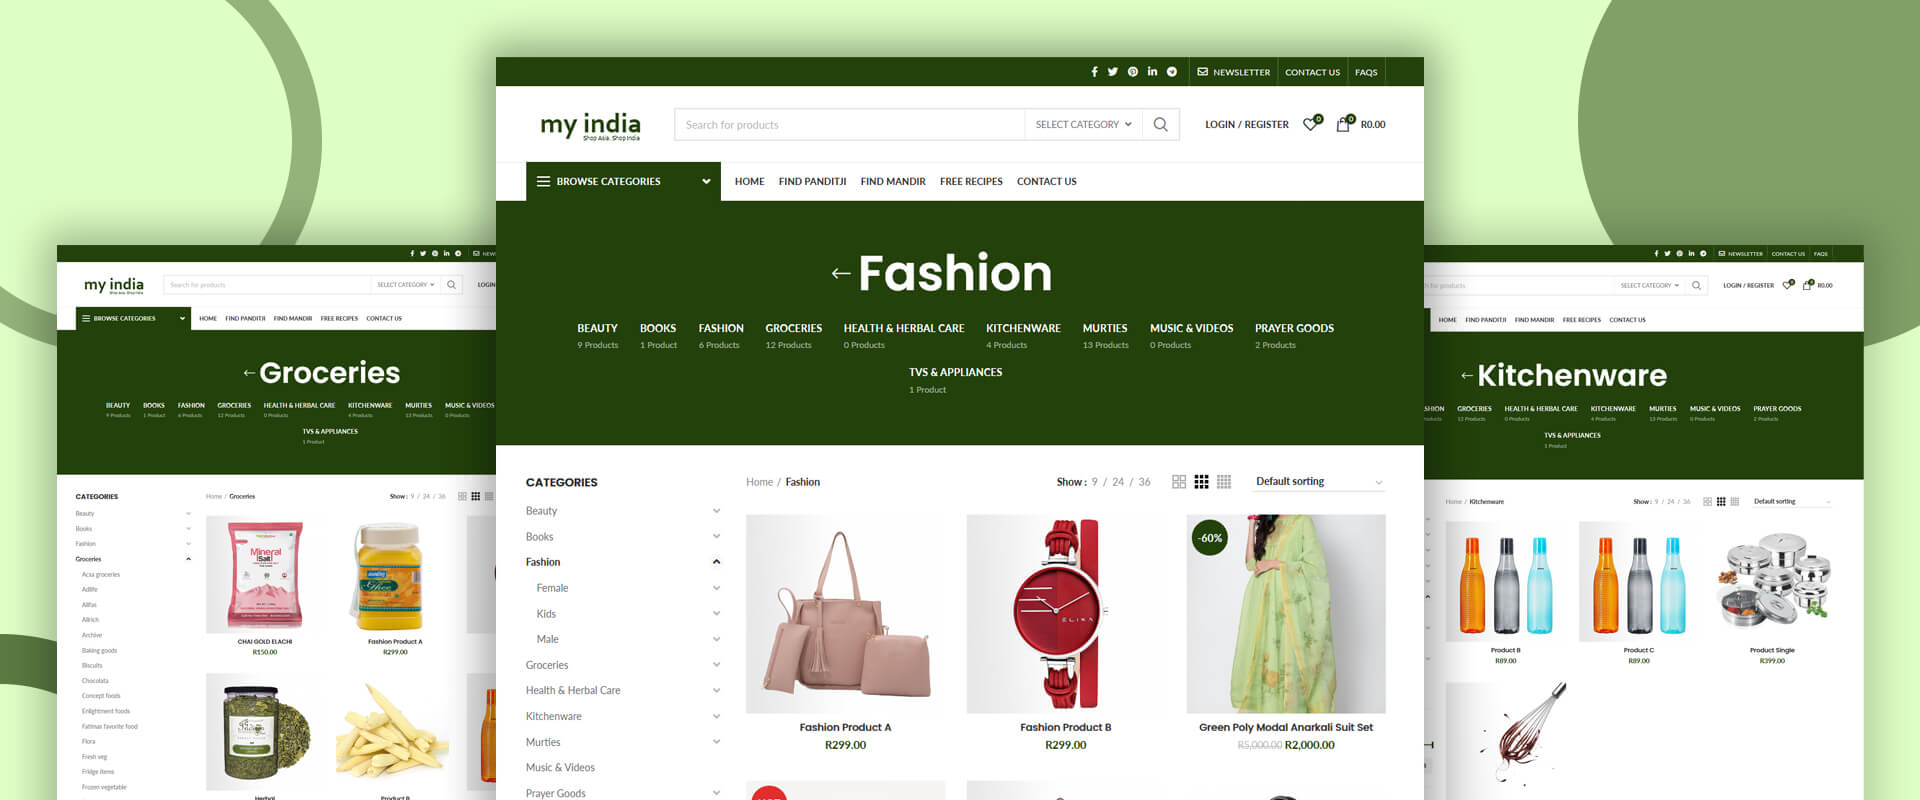 NEWSLETTER CONTACT US FAQS
my india
Shop Asia. Shop India
Search for products SELECT CATEGORY LOGIN / REGISTER 0 0 R0.00
BROWSE CATEGORIES HOME FIND PANDITJI FIND MANDIR FREE RECIPES CONTACT US
Fashion
BEAUTY BOOKS FASHION GROCERIES HEALTH & HERBAL CARE KITCHENWARE MURTIES MUSIC & VIDEOS PRAYER GOODS
9 Products 1 Product 6 Products 12 Products 0 Products 4 Products 13 Products 0 Products 2 Products
TVS & APPLIANCES
1 Product
CATEGORIES
Beauty
Books
Fashion
Female
Kids
Male
Groceries
Health & Herbal Care
Kitchenware
Murties
Music & Videos
Prayer Goods
Home / Fashion Show : 9 / 24 / 36 Default sorting
-60%
ELIKA
Fashion Product A Fashion Product B Green Poly Modal Anarkali Suit Set
R299.00 R299.00 R5,000.00 R2,000.00
my india
Search for products SELECT CATEGORY LOGIN
BROWSE CATEGORIES HOME FIND PANDITJI FIND MANDIR FREE RECIPES CONTACT US
Groceries
BEAUTY BOOKS FASHION GROCERIES HEALTH & HERBAL CARE KITCHENWARE MURTIES MUSIC & VIDEOS
9 Products 1 Product 6 Products 12 Products 0 Products 4 Products 13 Products 0 Products
TVS & APPLIANCES
1 Product
CATEGORIES
Beauty
Books
Fashion
Groceries
Acsa groceries
Adlife
Alifas
Allrich
Archive
Baking goods
Biscuits
Chocolata
Concept foods
Enlightment foods
Fatimas favorite food
Flora
Fresh veg
Fridge items
Frozen vegetable
Home / Groceries Show : 9 / 24 / 36
Mineral
Salt
Ghee
CHAI GOLD ELACHI Fashion Product A
R150.00 R299.00
Herbal Product B
NEWSLETTER CONTACT US FAQS
for products SELECT CATEGORY LOGIN / REGISTER 0 0 R0.00
HOME FIND PANDITJI FIND MANDIR FREE RECIPES CONTACT US
Kitchenware
GROCERIES HEALTH & HERBAL CARE KITCHENWARE MURTIES MUSIC & VIDEOS PRAYER GOODS
12 Products 0 Products 4 Products 13 Products 0 Products 2 Products
TVS & APPLIANCES
1 Product
Home / Kitchenware Show : 9 / 24 / 36 Default sorting
Product B Product C Product Single
R89.00 R89.00 R399.00